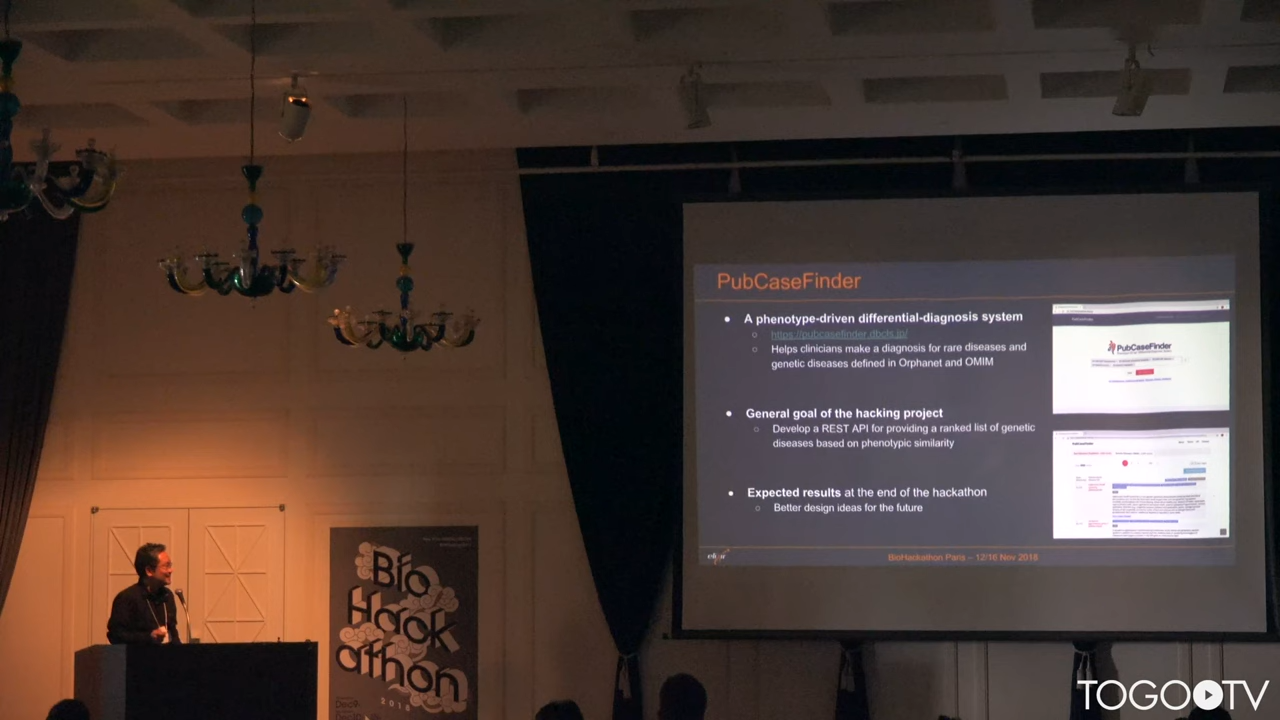 PubCaseFinder
● A phenotype-driven differential-diagnosis system
○ https://pubcasefinder.dbcls.jp/
○ Helps clinicians make a diagnosis for rare diseases and
genetic diseases defined in Orphanet and OMIM
● General goal of the hacking project
○ Develop a REST API for providing a ranked list of genetic
diseases based on phenotypic similarity
● Expected results at the end of the hackathon
○ Better design ideas for the future
PubCaseFinder
elixir
BioHackathon Paris – 12/16 Nov 2018
Bio
Hack
athon
2018
TOGO TV